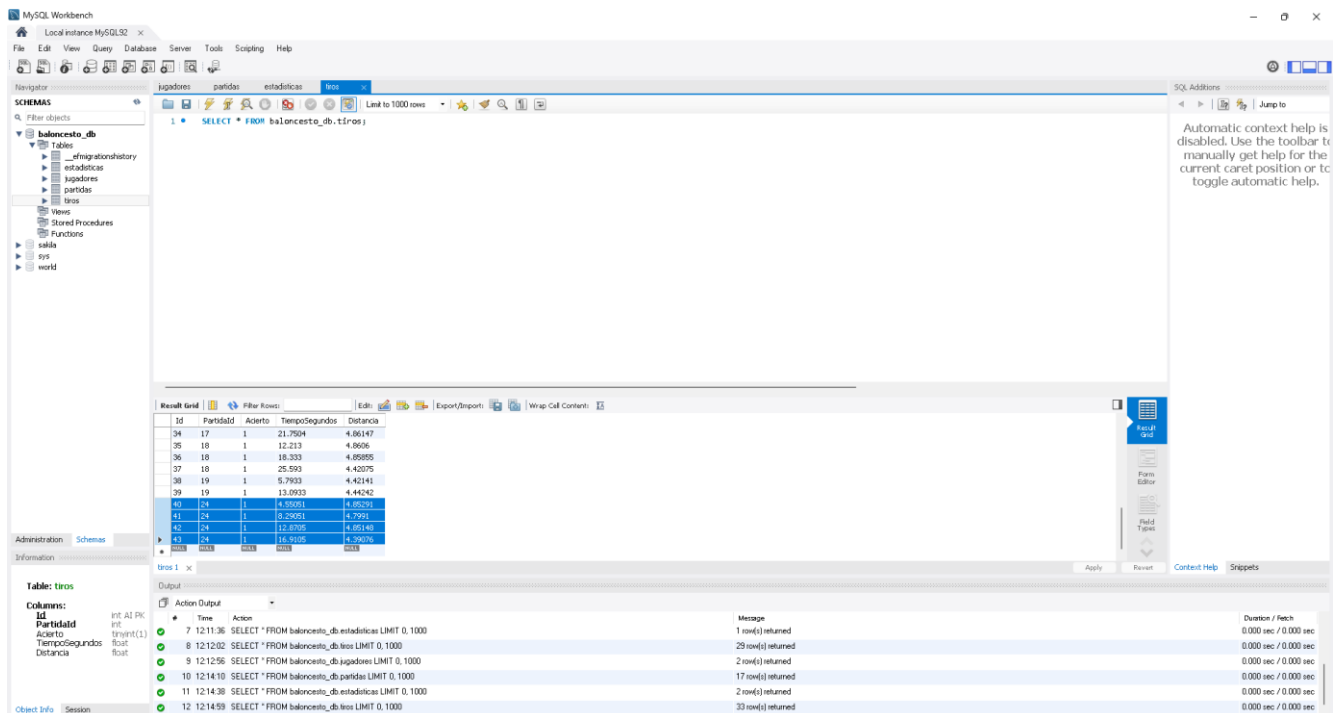 MySQL Workbench
Local instance MySQL92 ×
File Edit View Query Database Server Tools Scripting Help
Navigator
SCHEMAS
Filter objects
baloncesto_db
Tables
__efmigrationshistory
estadisticas
jugadores
partidas
tiros
Views
Stored Procedures
Functions
sakila
sys
world
Administration Schemas
Information
Table: tiros
Columns:
Id int AI PK
PartidaId int
Acierto tinyint(1)
TiempoSegundos float
Distancia float
Object Info Session
jugadores partidas estadisticas tiros ×
Limit to 1000 rows
1 SELECT * FROM baloncesto_db.tiros;
Result Grid Filter Rows: Edit: Export/Import: Wrap Cell Content:
Id PartidaId Acierto TiempoSegundos Distancia
34 17 1 21.7504 4.86147
35 18 1 12.213 4.8606
36 18 1 18.333 4.85855
37 18 1 25.593 4.42075
38 19 1 5.7933 4.42141
39 19 1 13.0933 4.44242
40 24 1 4.55051 4.85291
41 24 1 8.29051 4.7991
42 24 1 12.8705 4.85148
43 24 1 16.9105 4.39076
NULL NULL NULL NULL NULL
Result
Grid
Form
Editor
Field
Types
tiros 1 × Apply Revert
Output
Action Output
# Time Action Message Duration / Fetch
7 12:11:36 SELECT * FROM baloncesto_db.estadisticas LIMIT 0, 1000 1 row(s) returned 0.000 sec / 0.000 sec
8 12:12:02 SELECT * FROM baloncesto_db.tiros LIMIT 0, 1000 29 row(s) returned 0.000 sec / 0.000 sec
9 12:12:56 SELECT * FROM baloncesto_db.jugadores LIMIT 0, 1000 2 row(s) returned 0.000 sec / 0.000 sec
10 12:14:10 SELECT * FROM baloncesto_db.partidas LIMIT 0, 1000 17 row(s) returned 0.000 sec / 0.000 sec
11 12:14:38 SELECT * FROM baloncesto_db.estadisticas LIMIT 0, 1000 2 row(s) returned 0.000 sec / 0.000 sec
12 12:14:59 SELECT * FROM baloncesto_db.tiros LIMIT 0, 1000 33 row(s) returned 0.000 sec / 0.000 sec
SQL Additions
Jump to
Automatic context help is
disabled. Use the toolbar to
manually get help for the
current caret position or to
toggle automatic help.
Context Help Snippets